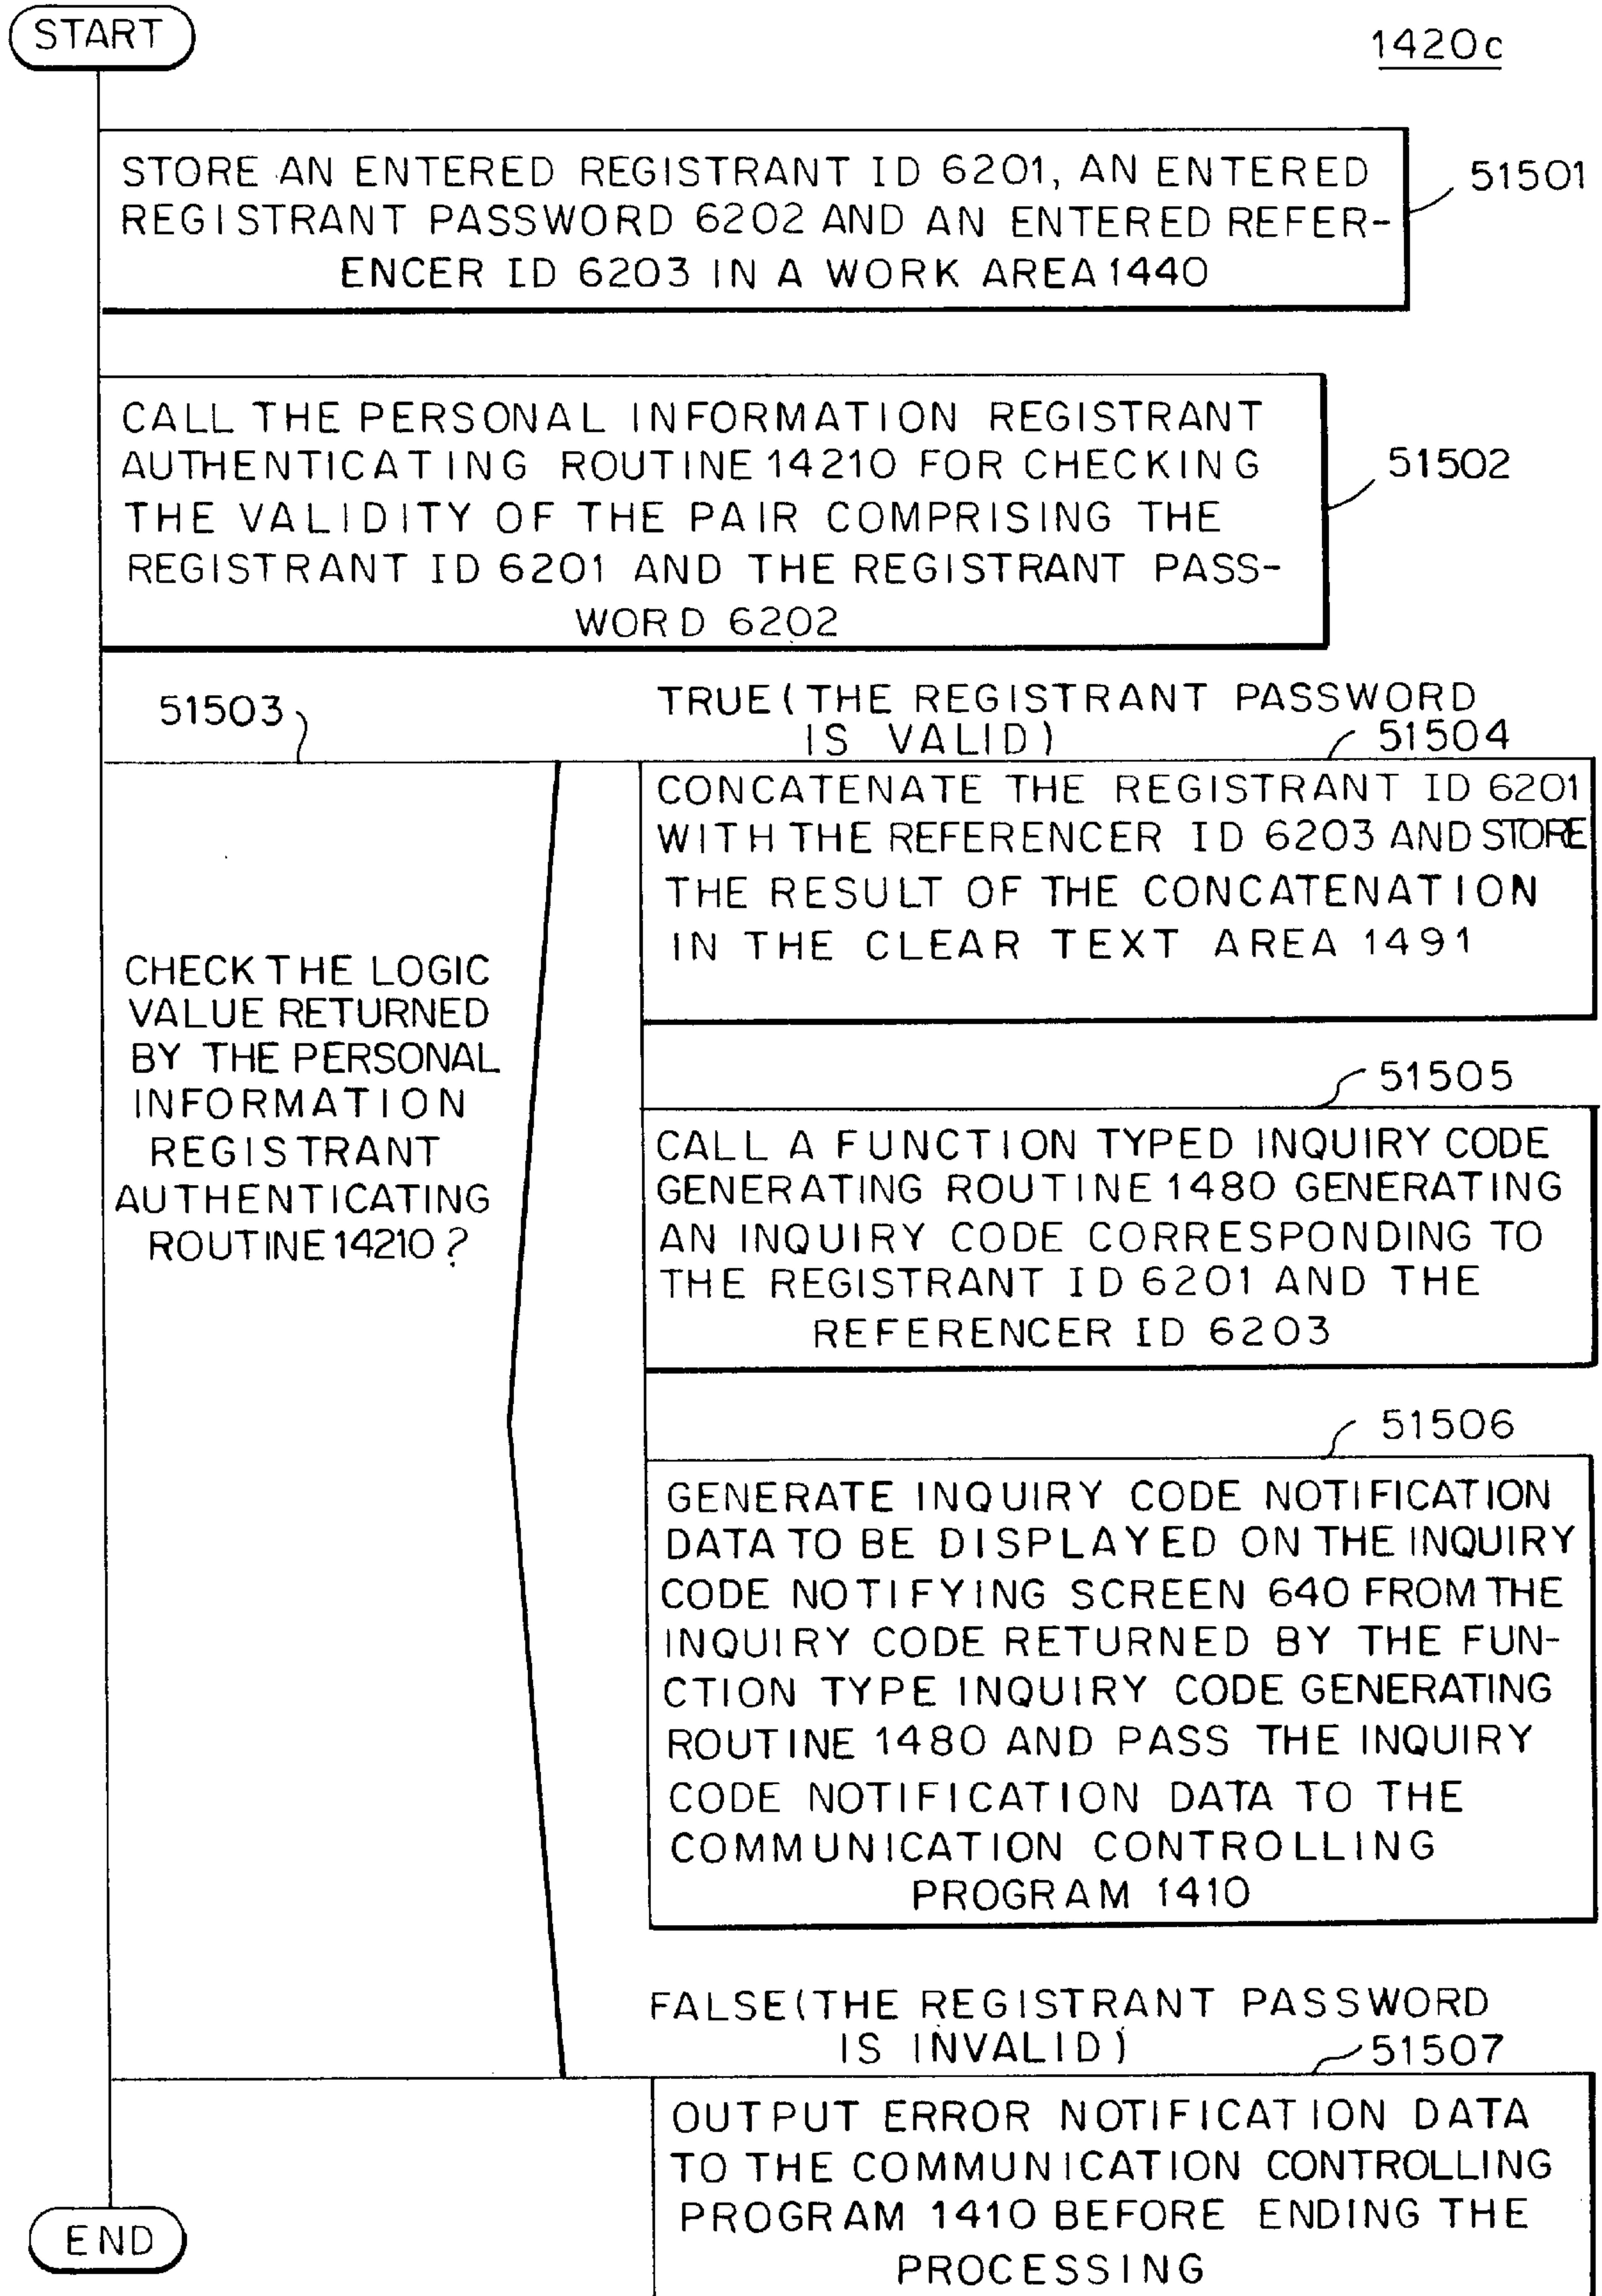 START
1420c
STORE AN ENTERED REGISTRANT ID 6201, AN ENTERED
REGISTRANT PASSWORD 6202 AND AN ENTERED REFER-
ENCER ID 6203 IN A WORK AREA 1440
51501
CALL THE PERSONAL INFORMATION REGISTRANT
AUTHENTICATING ROUTINE 14210 FOR CHECKING
THE VALIDITY OF THE PAIR COMPRISING THE
REGISTRANT ID 6201 AND THE REGISTRANT PASS-
WORD 6202
51502
51503
CHECK THE LOGIC
VALUE RETURNED
BY THE PERSONAL
INFORMATION
REGISTRANT
AUTHENTICATING
ROUTINE 14210?
TRUE (THE REGISTRANT PASSWORD
IS VALID)
51504
CONCATENATE THE REGISTRANT ID 6201
WITH THE REFERENCER ID 6203 AND STORE
THE RESULT OF THE CONCATENATION
IN THE CLEAR TEXT AREA 1491
51505
CALL A FUNCTION TYPED INQUIRY CODE
GENERATING ROUTINE 1480 GENERATING
AN INQUIRY CODE CORRESPONDING TO
THE REGISTRANT ID 6201 AND THE
REFERENCER ID 6203
51506
GENERATE INQUIRY CODE NOTIFICATION
DATA TO BE DISPLAYED ON THE INQUIRY
CODE NOTIFYING SCREEN 640 FROM THE
INQUIRY CODE RETURNED BY THE FUN-
CTION TYPE INQUIRY CODE GENERATING
ROUTINE 1480 AND PASS THE INQUIRY
CODE NOTIFICATION DATA TO THE
COMMUNICATION CONTROLLING
PROGRAM 1410
FALSE (THE REGISTRANT PASSWORD
IS INVALID)
51507
OUTPUT ERROR NOTIFICATION DATA
TO THE COMMUNICATION CONTROLLING
PROGRAM 1410 BEFORE ENDING THE
PROCESSING
END